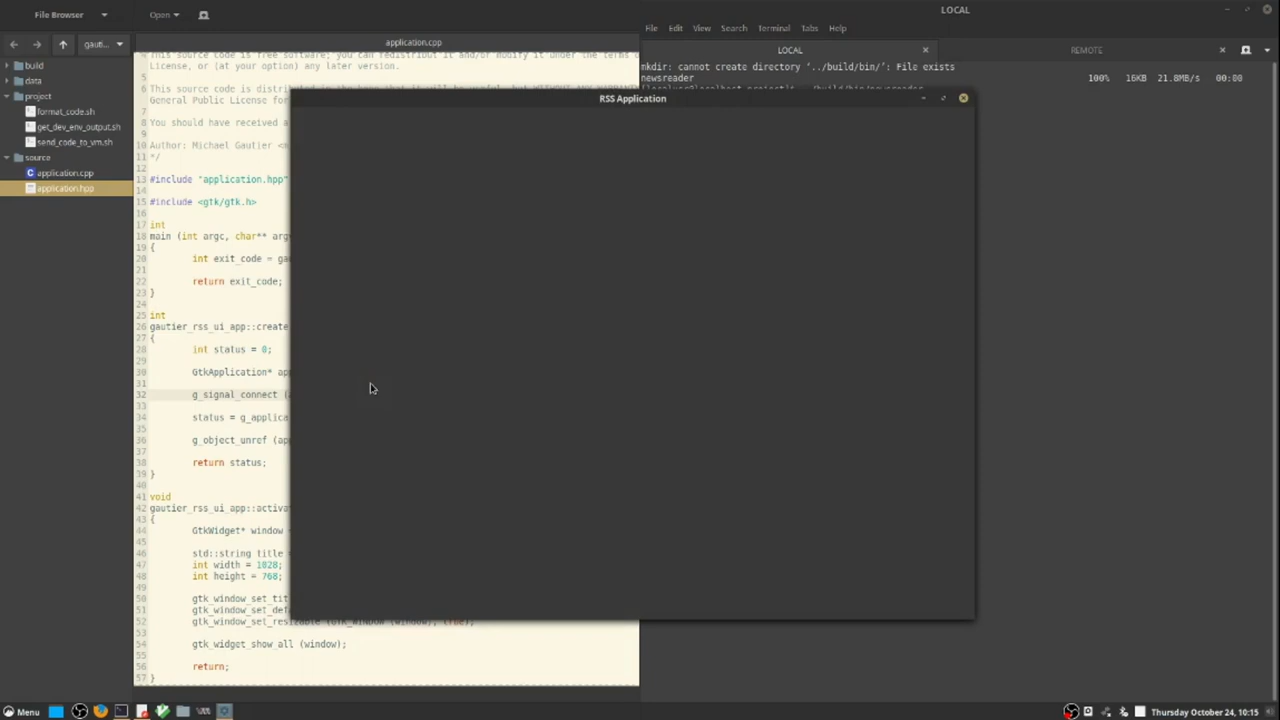 File Browser
Open
LOCAL
File Edit View Search Terminal Tabs Help
gauti...
application.cpp
LOCAL
REMOTE
build
data
project
format_code.sh
get_dev_env_output.sh
send_code_to_vm.sh
source
application.cpp
application.hpp
4 This source code is free software; you can redistribute it and/or modify it under the terms o
License, or (at your option) any later version.
5
6 This source code is distributed in the hope that it will be useful, but WITHOUT ANY WARRANTY
General Public License for
7
8 You should have received a
9
10 Author: Michael Gautier <m
11 */
12
13 #include "application.hpp"
14
15 #include <gtk/gtk.h>
16
17 int
18 main (int argc, char** arg
19 {
20 int exit_code = ga
21
22 return exit_code;
23 }
24
25 int
26 gautier_rss_ui_app::create
27 {
28 int status = 0;
29
30 GtkApplication* ap
31
32 g_signal_connect (a
33
34 status = g_applica
35
36 g_object_unref (ap
37
38 return status;
39 }
40
41 void
42 gautier_rss_ui_app::activa
43 {
44 GtkWidget* window
45
46 std::string title
47 int width = 1028;
48 int height = 768;
49
50 gtk_window_set_tit
51 gtk_window_set_def
52 gtk_window_set_resizable (GTK_WINDOW (window), true);
53
54 gtk_widget_show_all (window);
55
56 return;
57 }
mkdir: cannot create directory '../build/bin/': File exists
newsreader 100% 16KB 21.8MB/s 00:00
RSS Application
Menu
Thursday October 24, 10:15